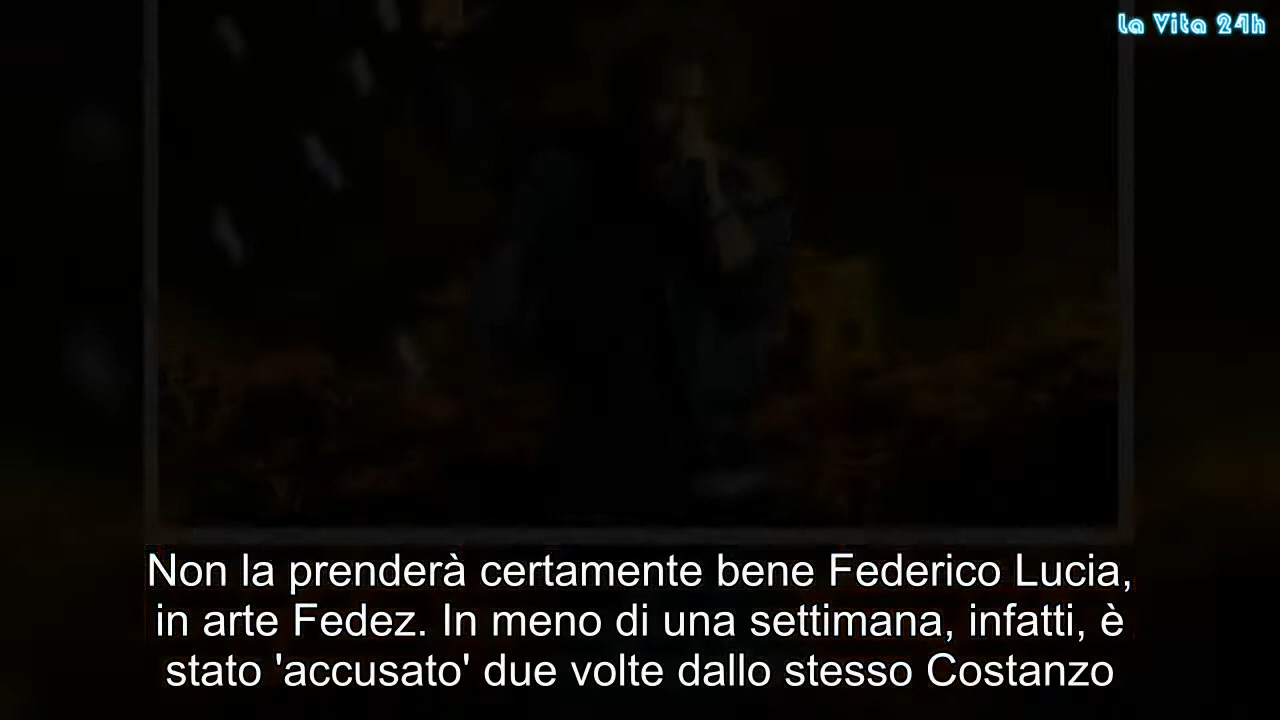 La Vita 24h
Non la prenderà certamente bene Federico Lucia,
in arte Fedez. In meno di una settimana, infatti, è
stato 'accusato' due volte dallo stesso Costanzo